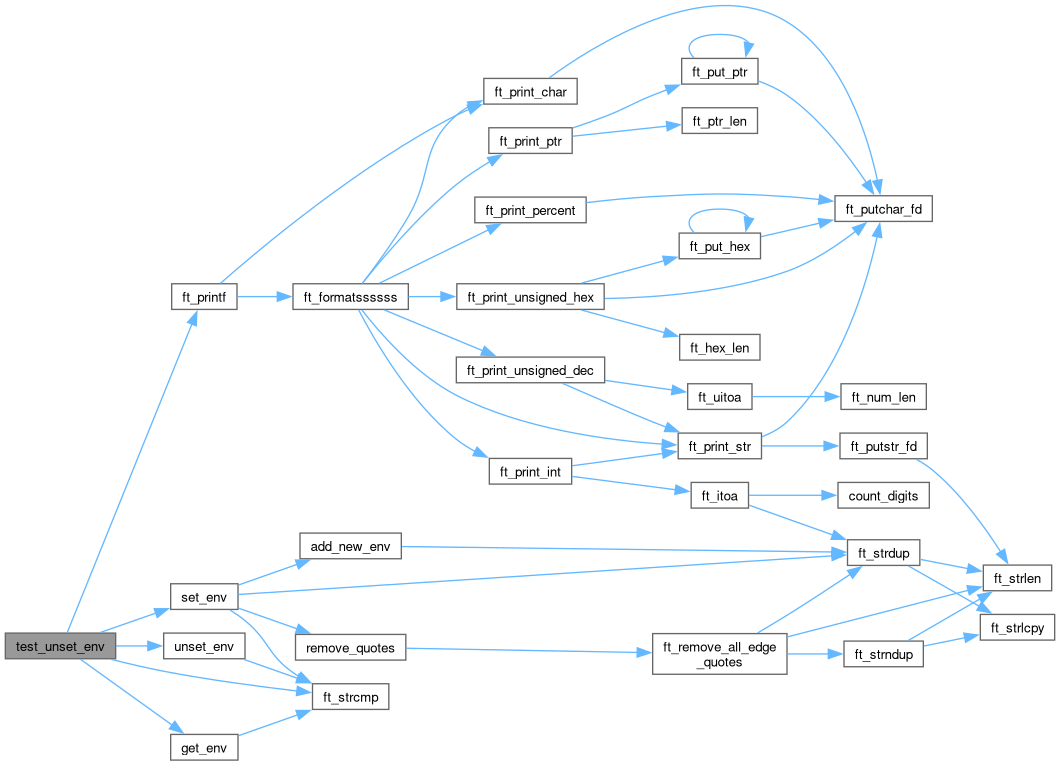 ft_put_ptr
ft_print_char
ft_ptr_len
ft_print_ptr
ft_print_percent
ft_putchar_fd
ft_put_hex
ft_printf
ft_formatssssss
ft_print_unsigned_hex
ft_hex_len
ft_print_unsigned_dec
ft_uitoa
ft_num_len
ft_print_str
ft_putstr_fd
ft_print_int
ft_itoa
count_digits
add_new_env
ft_strdup
ft_strlen
set_env
ft_strlcpy
test_unset_env
unset_env
remove_quotes
ft_remove_all_edge
_quotes
ft_strndup
ft_strcmp
get_env